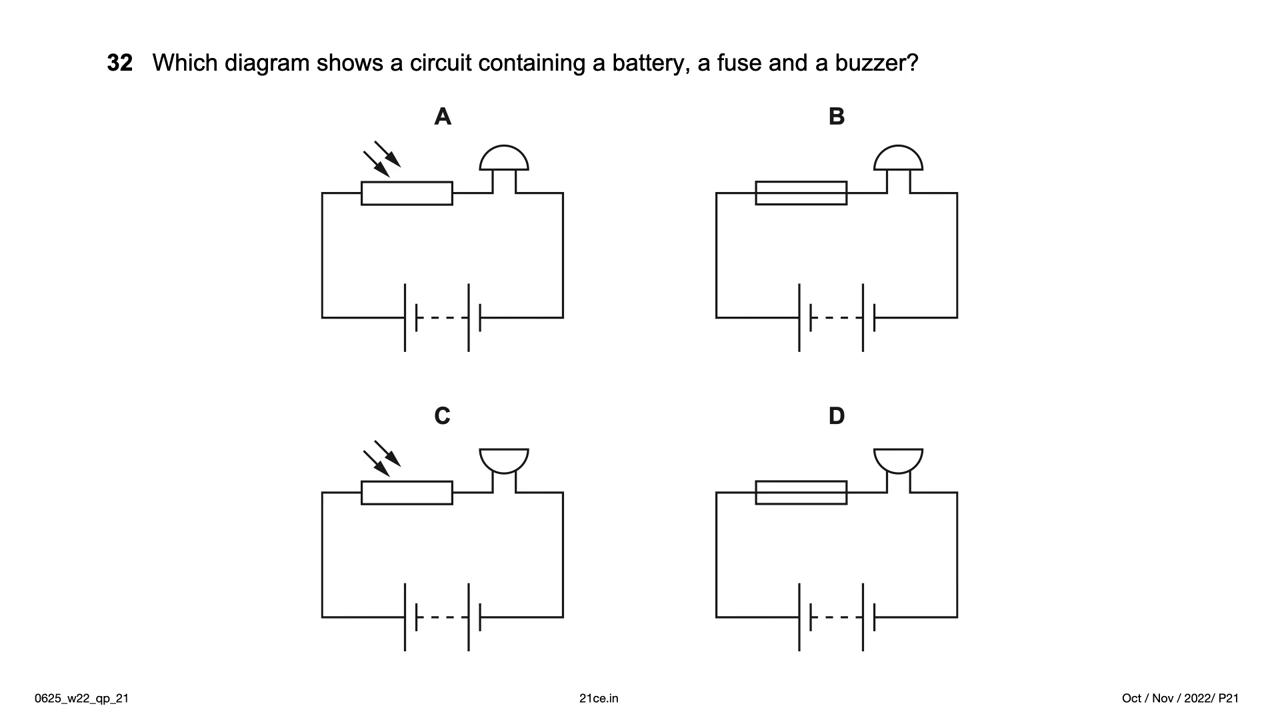 32 Which diagram shows a circuit containing a battery, a fuse and a buzzer?
A
B
C
D
0625_w22_qp_21
21ce.in
Oct / Nov / 2022/ P21